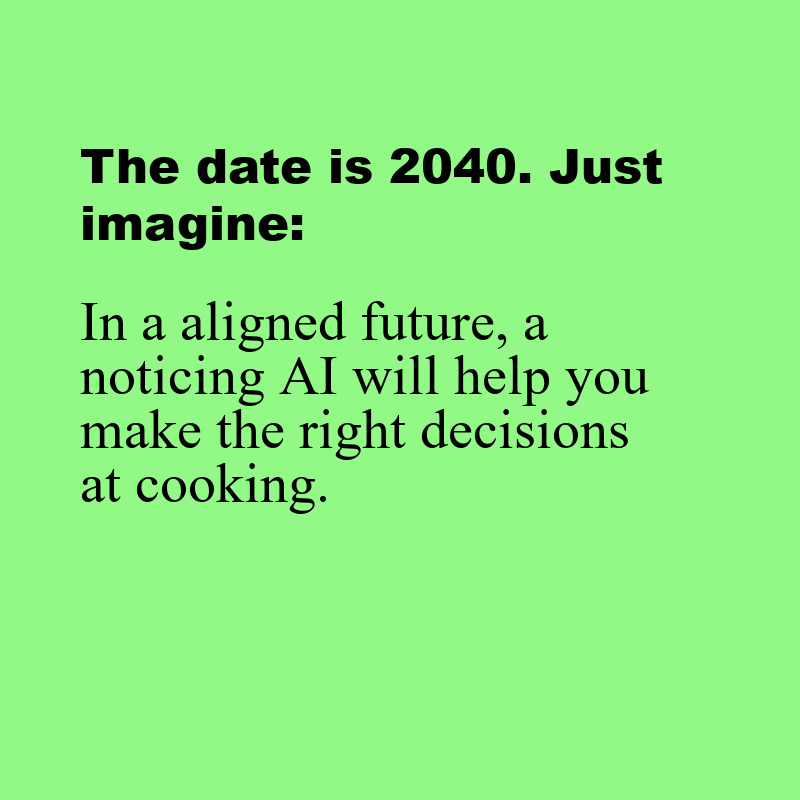 The date is 2040. Just
imagine:
In a aligned future, a
noticing AI will help you
make the right decisions
at cooking.